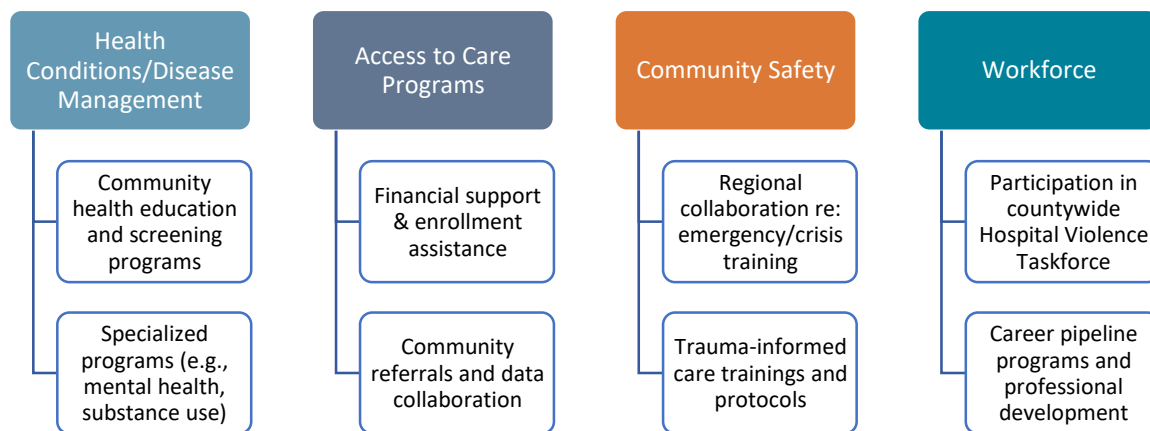 Health
Conditions/Disease
Management
Community
health education
and screening
programs
Specialized
programs (e.g.,
mental health,
substance use)
Access to Care
Programs
Financial support
& enrollment
assistance
Community
referrals and data
collaboration
Community Safety
Regional
collaboration re:
emergency/crisis
training
Trauma-informed
care trainings and
protocols
Workforce
Participation in
countywide
Hospital Violence
Taskforce
Career pipeline
programs and
professional
development